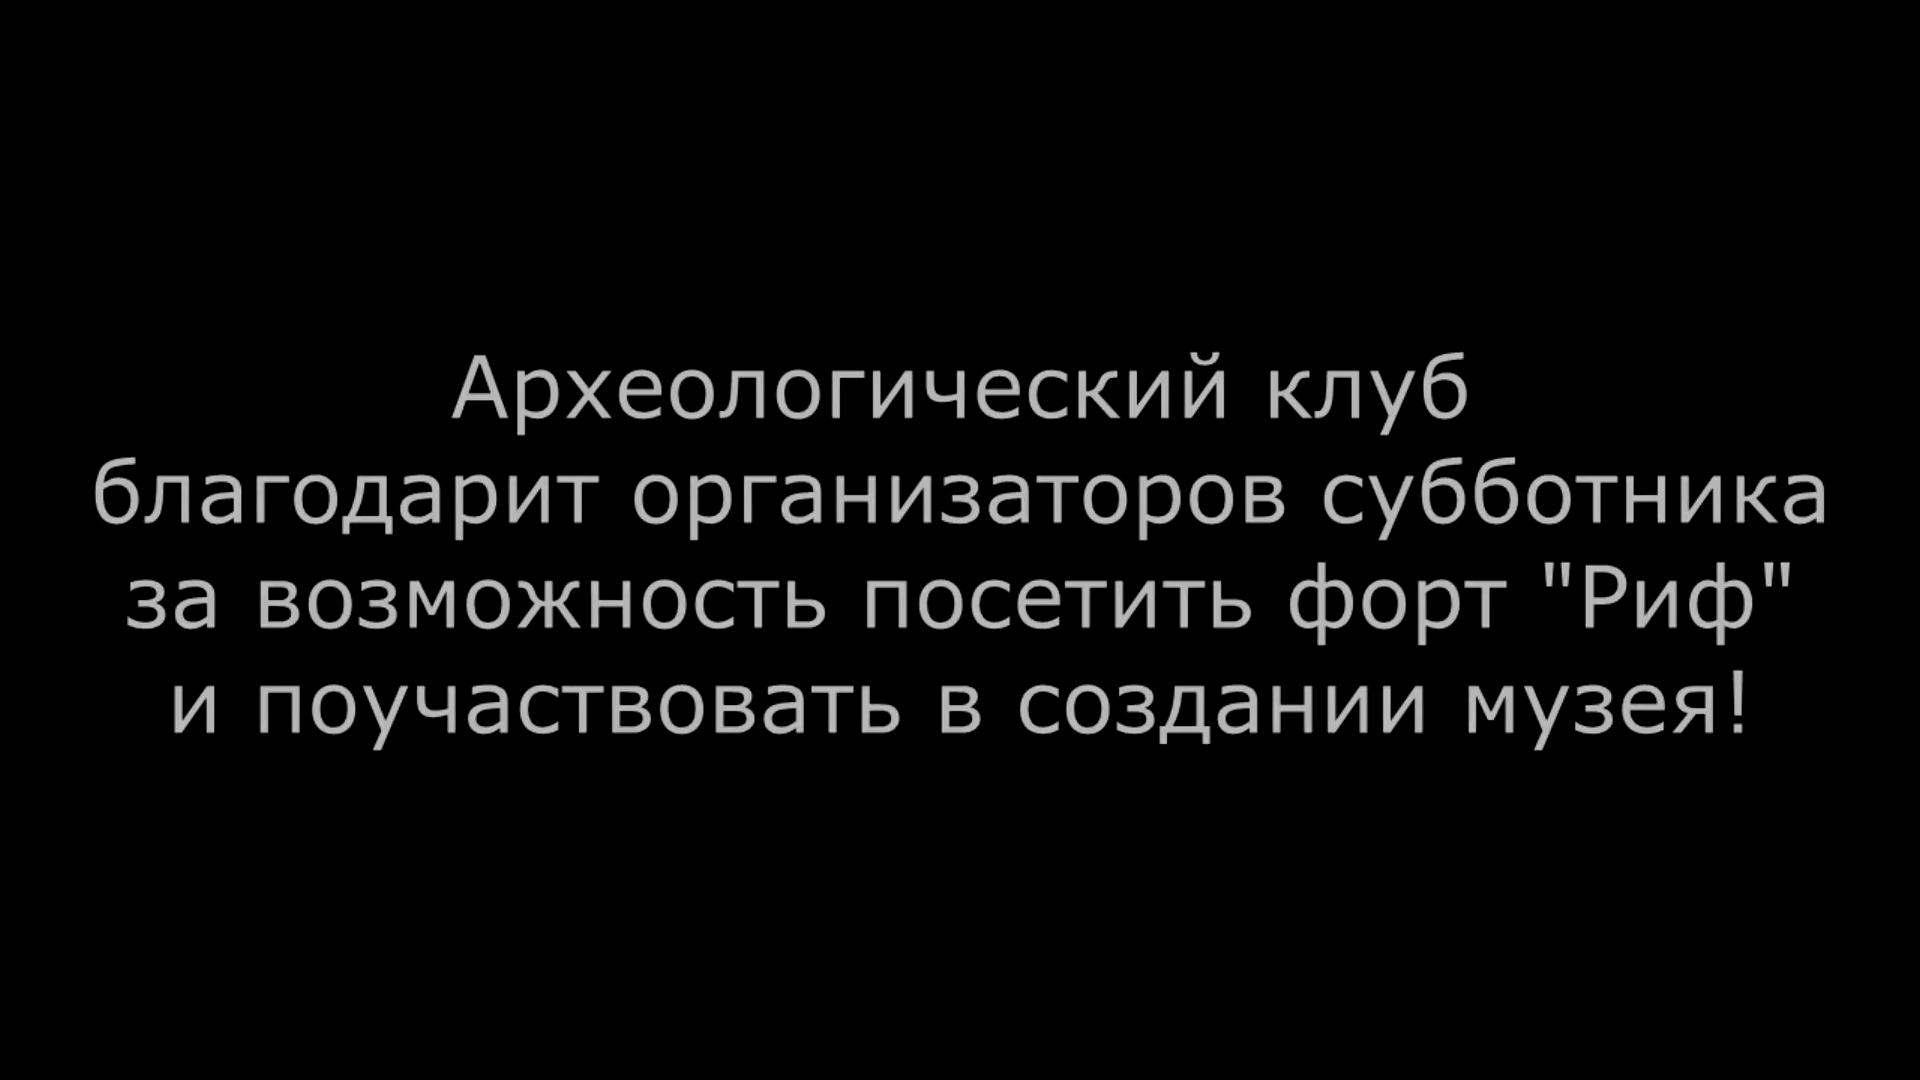 Археологический клуб
благодарит организаторов субботника
за возможность посетить форт "Риф"
и поучаствовать в создании музея!